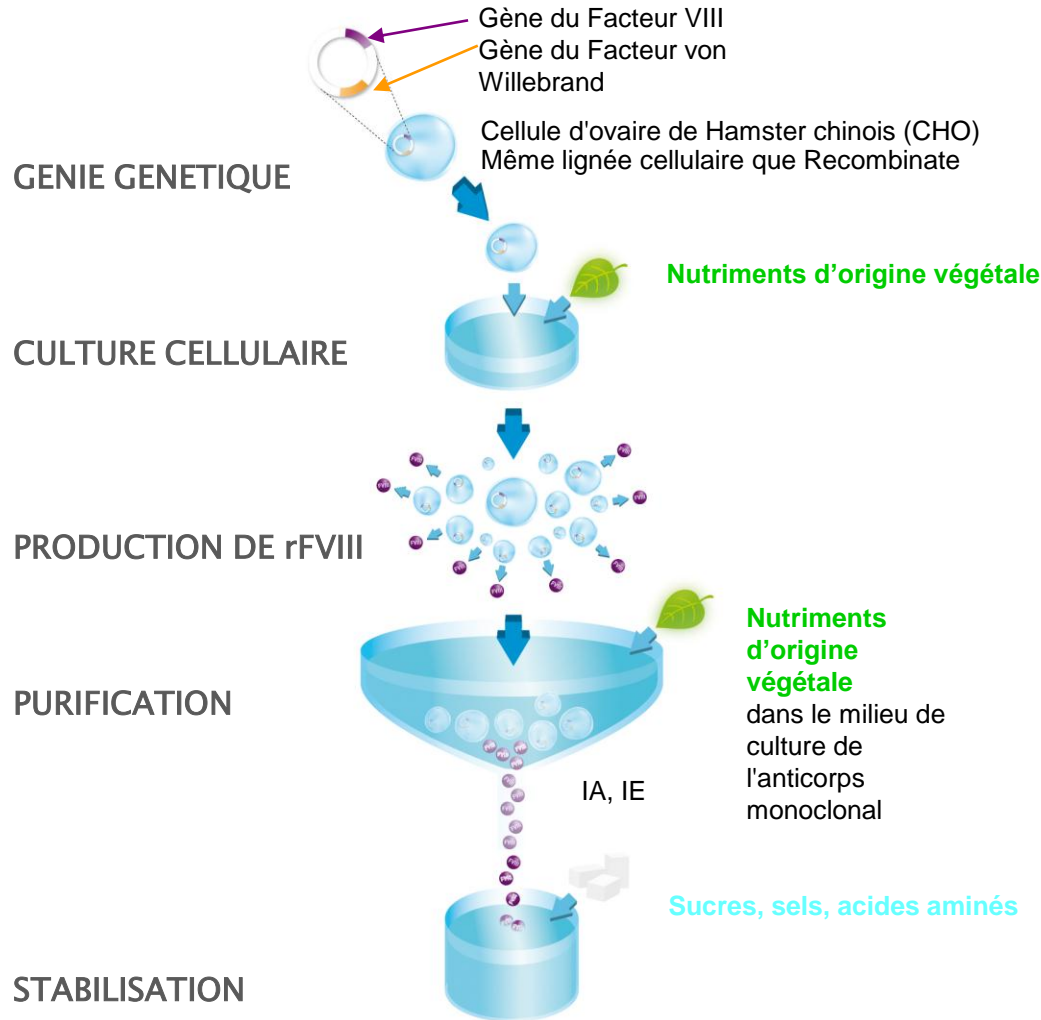 Gène du Facteur VIII
Gène du Facteur von
Willebrand
Cellule d'ovaire de Hamster chinois (CHO)
Même lignée cellulaire que Recombinate
GENIE GENETIQUE
Nutriments d’origine végétale
CULTURE CELLULAIRE
PRODUCTION DE rFVIII
Nutriments
d’origine
végétale
dans le milieu de
culture de
l'anticorps
monoclonal
PURIFICATION
IA, IE
Sucres, sels, acides aminés
STABILISATION